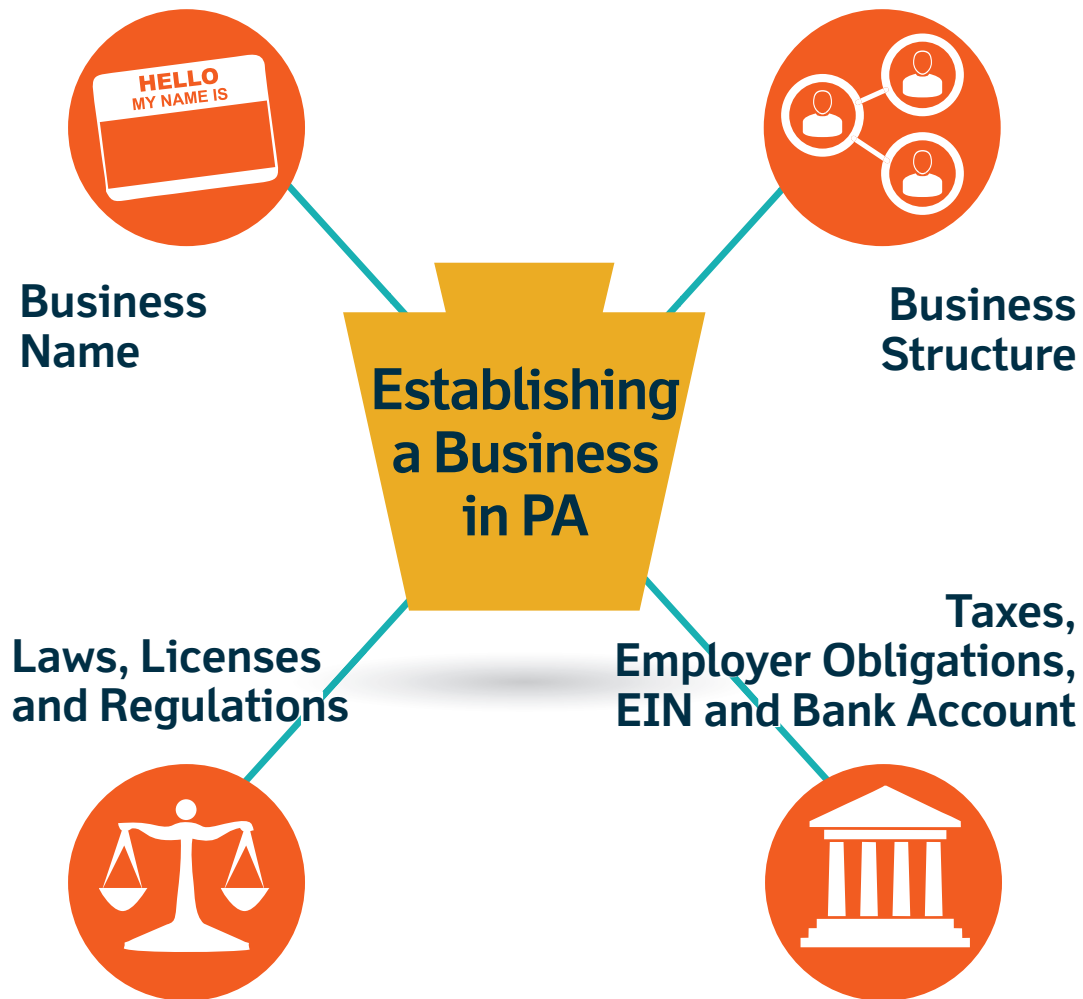 HELLO
MY NAME IS
Business
Name
Business
Structure
Establishing
a Business
in PA
Laws, Licenses
and Regulations
Taxes,
Employer Obligations,
EIN and Bank Account